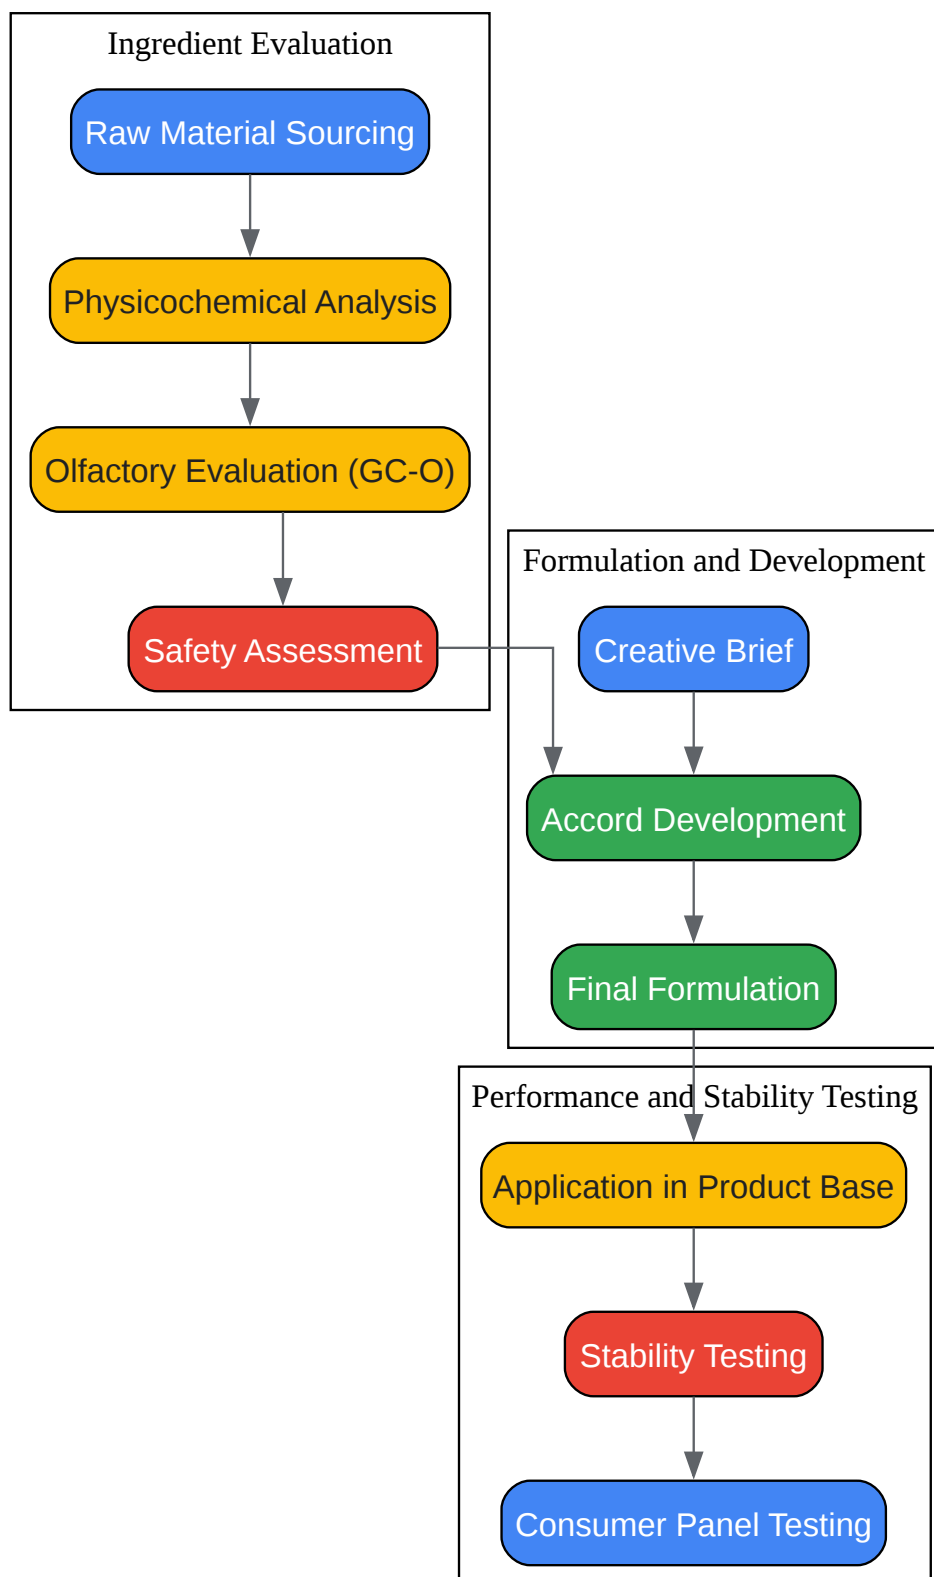 Ingredient Evaluation
Raw Material Sourcing
Physicochemical Analysis
Olfactory Evaluation (GC-O)
Safety Assessment
Formulation and Development
Creative Brief
Accord Development
Final Formulation
Performance and Stability Testing
Application in Product Base
Stability Testing
Consumer Panel Testing